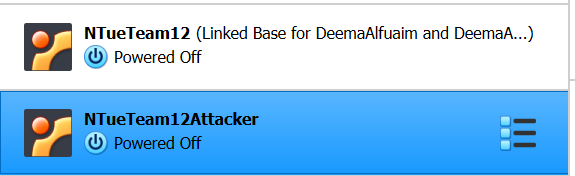 NTueTeam12 (Linked Base for DeemaAlfuaim and DeemaA...)
Powered Off
NTueTeam12Attacker
Powered Off